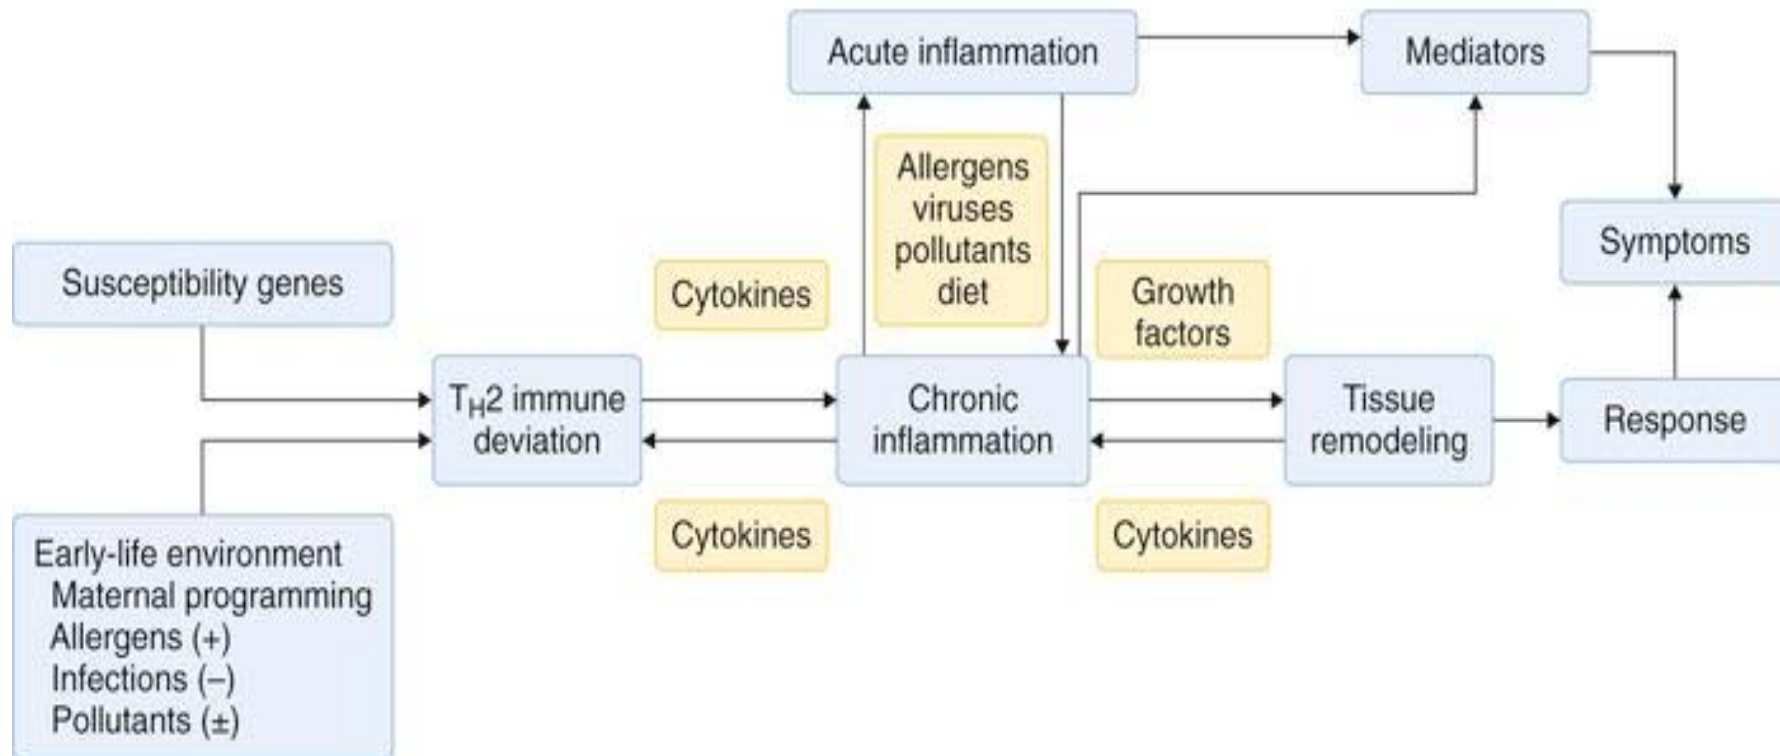 Acute inflammation
Mediators
Allergens
viruses
pollutants
diet
Symptoms
Susceptibility genes
Cytokines
Growth
factors
T_H2 immune
deviation
Chronic
inflammation
Tissue
remodeling
Response
Cytokines
Cytokines
Early-life environment
Maternal programming
Allergens (+)
Infections (–)
Pollutants (±)